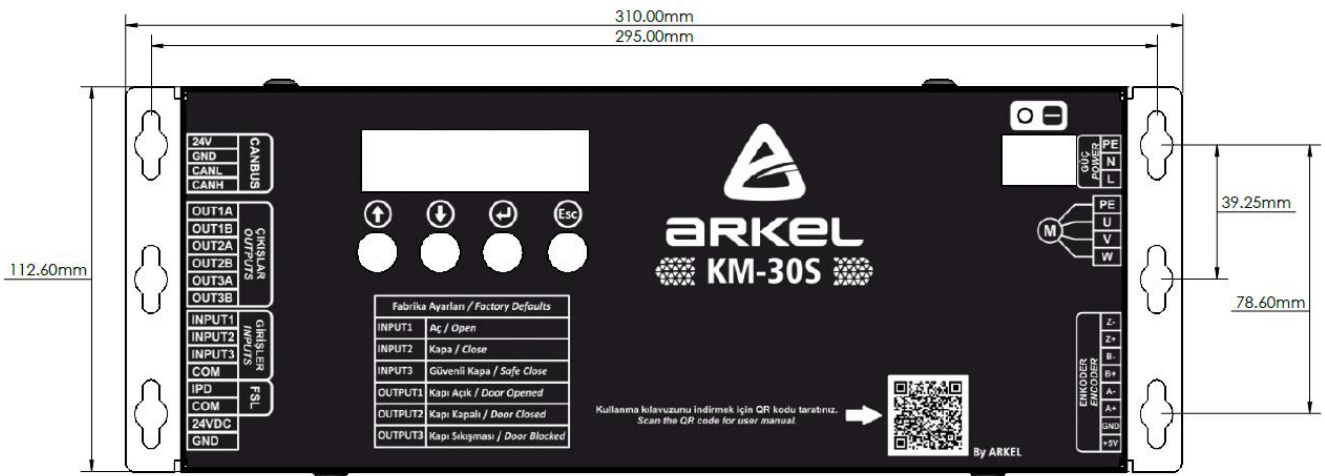 310.00mm
295.00mm
112.60mm
39.25mm
78.60mm
24V
GND
CANL
CANH
CANBUS
OUT1A
OUT1B
OUT2A
OUT2B
OUT3A
OUT3B
ÇIKIŞLAR
OUTPUTS
INPUT1
INPUT2
INPUT3
COM
GİRİŞLER
INPUTS
IPD
COM
FSL
24VDC
GND
Esc
ARKEL
KM-30S
Fabrika Ayarları / Factory Defaults
INPUT1 Aç / Open
INPUT2 Kapa / Close
INPUT3 Güvenli Kapa / Safe Close
OUTPUT1 Kapı Açık / Door Opened
OUTPUT2 Kapı Kapalı / Door Closed
OUTPUT3 Kapı Sıkışması / Door Blocked
Kullanma kılavuzunu indirmek için QR kodu taratınız.
Scan the QR code for user manual.
By ARKEL
GÜÇ
POWER
PE
N
L
M
PE
U
V
W
ENKODER
ENCODER
Z-
Z+
B-
B+
A-
A+
GND
+5V